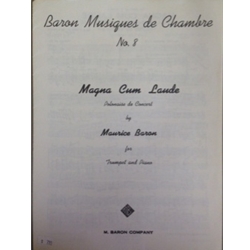 Baron Musiques de Chambre
No. 8
Magna Cum Laude
Polonaise de Concert
by
Maurice Baron
for
Trumpet and Piano
M. BARON COMPANY